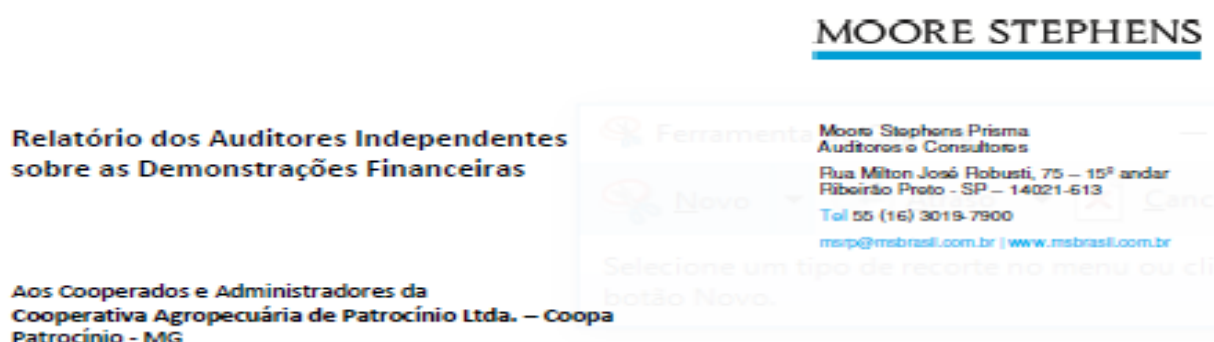 MOORE STEPHENS
Relatório dos Auditores Independentes
sobre as Demonstrações Financeiras
Moore Stephens Prisma
Auditores e Consultores
Rua Milton José Robusti, 75 – 15º andar
Ribeirão Preto - SP – 14021-613
Tel 55 (16) 3019-7900
msrp@msbrasil.com.br | www.msbrasil.com.br
Ferramenta
Novo
Atraso
Canc
Selecione um tipo de recorte no menu ou cli
botão Novo.
Aos Cooperados e Administradores da
Cooperativa Agropecuária de Patrocínio Ltda. – Coopa
Patrocínio - MG